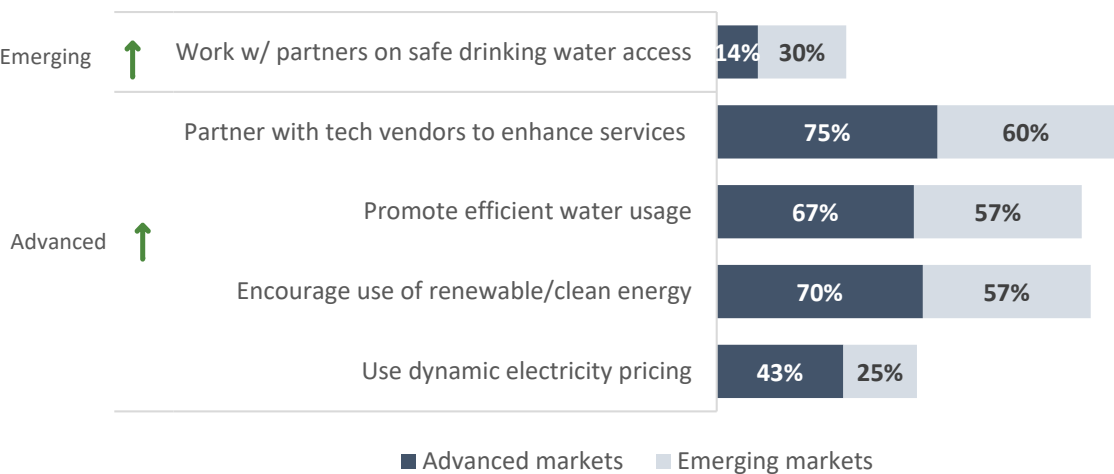 Emerging
Work w/ partners on safe drinking water access
14% 30%
Partner with tech vendors to enhance services
75% 60%
Promote efficient water usage
67% 57%
Advanced
Encourage use of renewable/clean energy
70% 57%
Use dynamic electricity pricing
43% 25%
Advanced markets Emerging markets